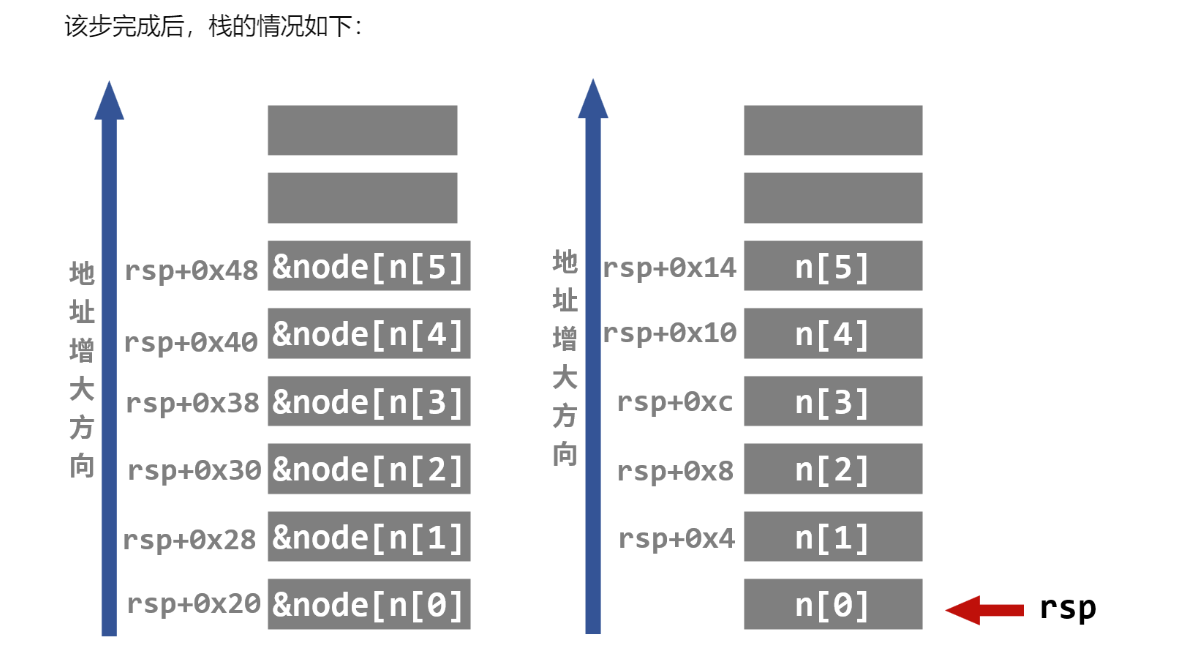 该步完成后，栈的情况如下：
地址增大方向
rsp+0x48 &node[n[5]
rsp+0x40 &node[n[4]
rsp+0x38 &node[n[3]
rsp+0x30 &node[n[2]
rsp+0x28 &node[n[1]
rsp+0x20 &node[n[0]
地址增大方向
rsp+0x14 n[5]
rsp+0x10 n[4]
rsp+0xc n[3]
rsp+0x8 n[2]
rsp+0x4 n[1]
n[0] rsp